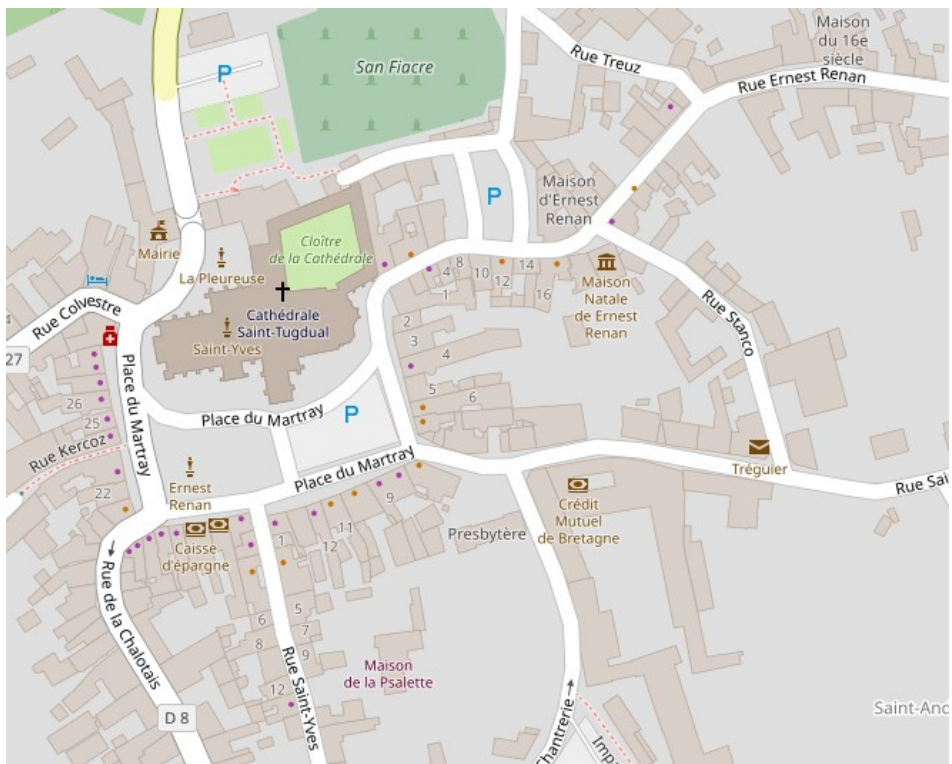 Maison
du 16e
siècle
Rue Treuz
San Fiacre
P
Rue Ernest Renan
Maison
d'Ernest
Renan
P
Cloître
de la Cathédrale
Mairie
La Pleureuse
8
4
10
12
14
1
16
Maison
Natale
de Ernest
Renan
Rue Colvestre
Cathédrale
Saint-Tugdual
Saint-Yves
2
3
4
Rue Stanco
27
Place du Martray
26
25
5
6
P
Place du Martray
Rue Kercoz
22
Ernest
Renan
Place du Martray
9
Tréguier
Rue Sai
Crédit
Mutuel
de Bretagne
Presbytère
Caisse
d'épargne
1
11
12
Rue de la Chalotais
6
8
5
7
9
12
Rue Saint-Yves
Maison
de la Psalette
D 8
Chantrerie
Impa
Saint-And